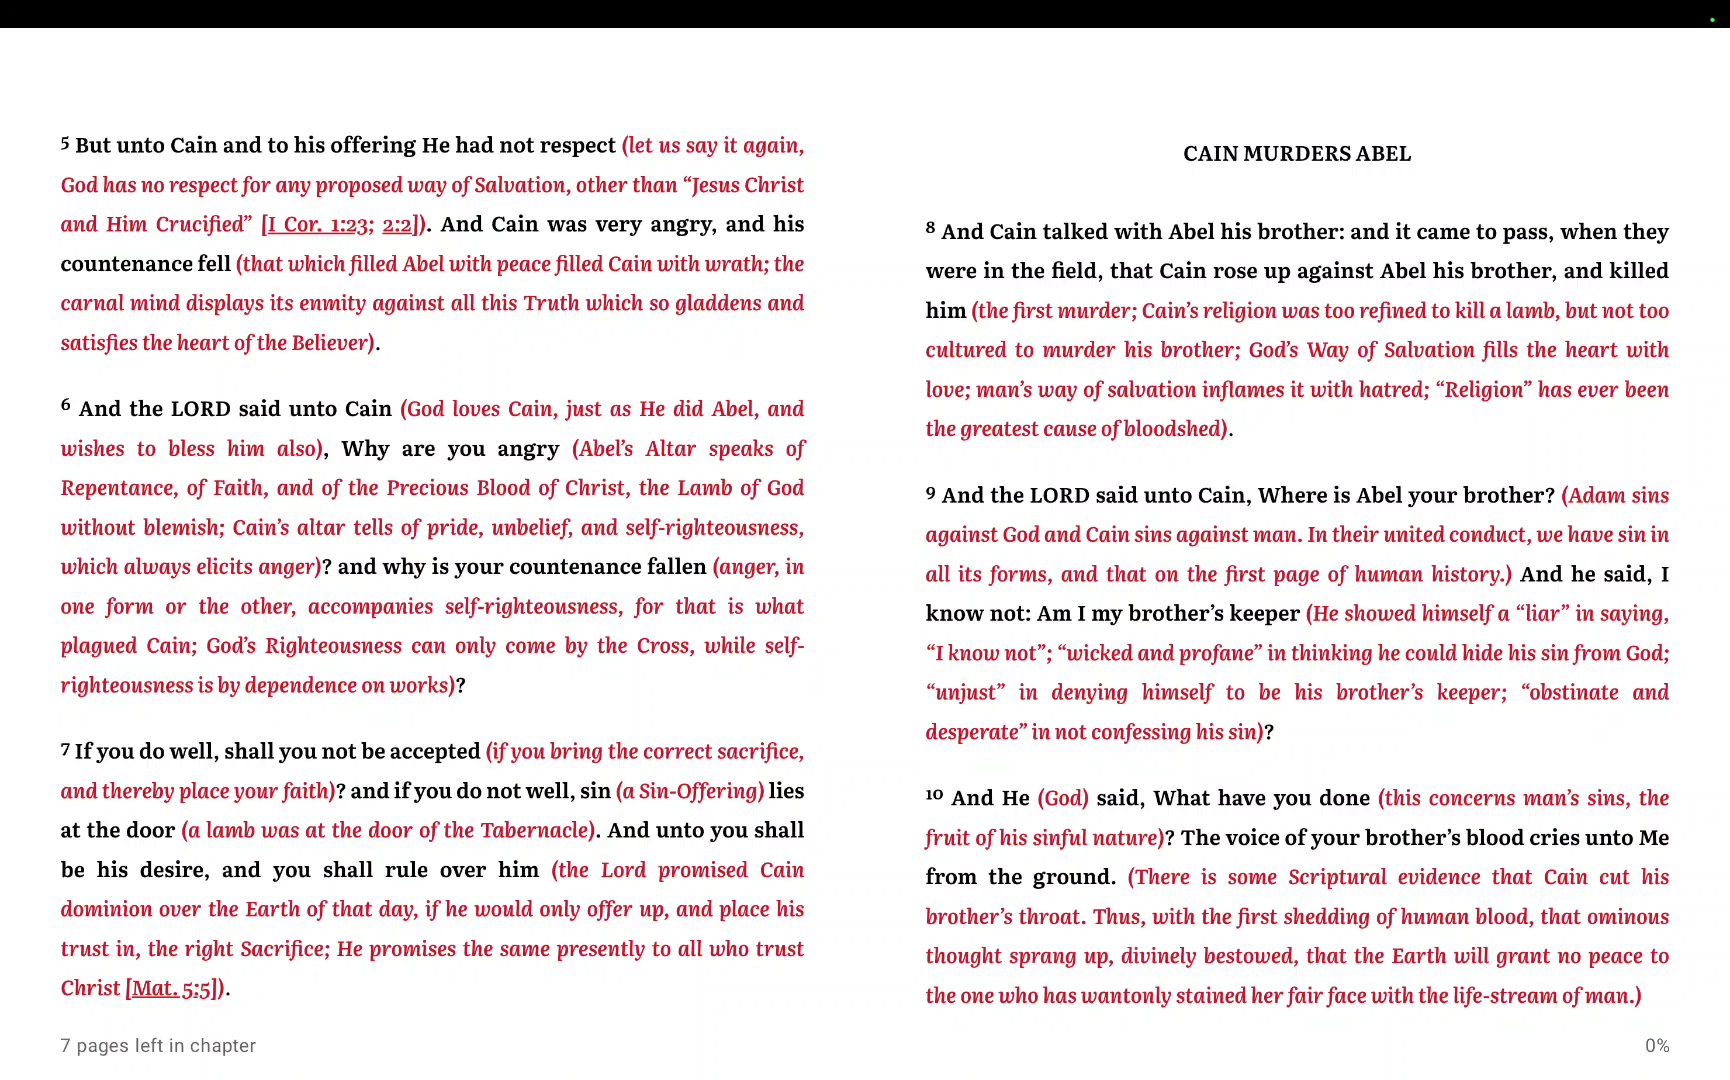 5 But unto Cain and to his offering He had not respect (let us say it again,
God has no respect for any proposed way of Salvation, other than “Jesus Christ
and Him Crucified” [I Cor. 1:23; 2:2]). And Cain was very angry, and his
countenance fell (that which filled Abel with peace filled Cain with wrath; the
carnal mind displays its enmity against all this Truth which so gladdens and
satisfies the heart of the Believer).
6 And the LORD said unto Cain (God loves Cain, just as He did Abel, and
wishes to bless him also), Why are you angry (Abel’s Altar speaks of
Repentance, of Faith, and of the Precious Blood of Christ, the Lamb of God
without blemish; Cain’s altar tells of pride, unbelief, and self-righteousness,
which always elicits anger)? and why is your countenance fallen (anger, in
one form or the other, accompanies self-righteousness, for that is what
plagued Cain; God’s Righteousness can only come by the Cross, while self-
righteousness is by dependence on works)?
7 If you do well, shall you not be accepted (if you bring the correct sacrifice,
and thereby place your faith)? and if you do not well, sin (a Sin-Offering) lies
at the door (a lamb was at the door of the Tabernacle). And unto you shall
be his desire, and you shall rule over him (the Lord promised Cain
dominion over the Earth of that day, if he would only offer up, and place his
trust in, the right Sacrifice; He promises the same presently to all who trust
Christ [Mat. 5:5]).
7 pages left in chapter
CAIN MURDERS ABEL
8 And Cain talked with Abel his brother: and it came to pass, when they
were in the field, that Cain rose up against Abel his brother, and killed
him (the first murder; Cain’s religion was too refined to kill a lamb, but not too
cultured to murder his brother; God’s Way of Salvation fills the heart with
love; man’s way of salvation inflames it with hatred; “Religion” has ever been
the greatest cause of bloodshed).
9 And the LORD said unto Cain, Where is Abel your brother? (Adam sins
against God and Cain sins against man. In their united conduct, we have sin in
all its forms, and that on the first page of human history.) And he said, I
know not: Am I my brother’s keeper (He showed himself a “liar” in saying,
“I know not”; “wicked and profane” in thinking he could hide his sin from God;
“unjust” in denying himself to be his brother’s keeper; “obstinate and
desperate” in not confessing his sin)?
10 And He (God) said, What have you done (this concerns man’s sins, the
fruit of his sinful nature)? The voice of your brother’s blood cries unto Me
from the ground. (There is some Scriptural evidence that Cain cut his
brother’s throat. Thus, with the first shedding of human blood, that ominous
thought sprang up, divinely bestowed, that the Earth will grant no peace to
the one who has wantonly stained her fair face with the life-stream of man.)
0%